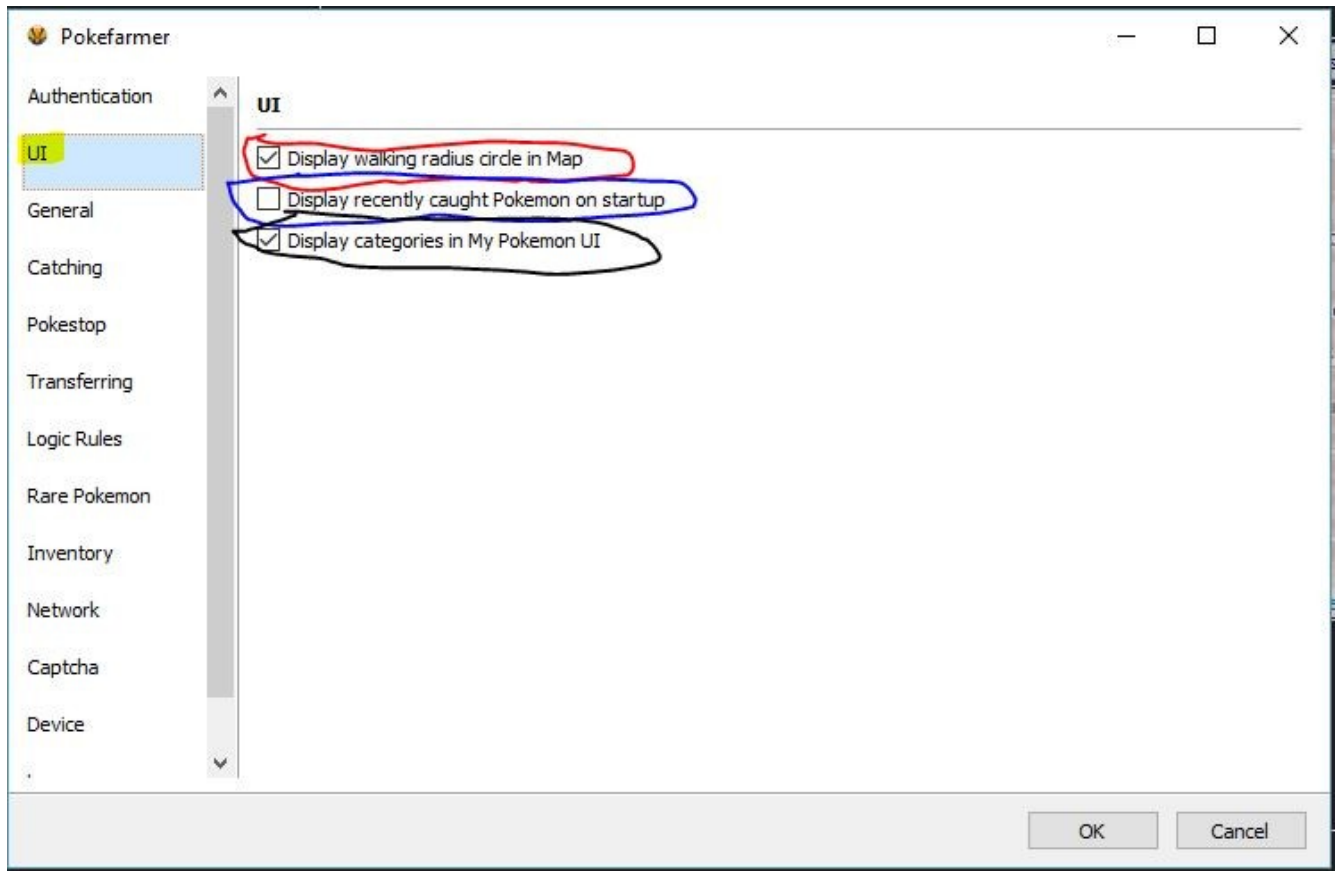 Pokefarmer
Authentication
UI
General
Catching
Pokestop
Transferring
Logic Rules
Rare Pokemon
Inventory
Network
Captcha
Device
UI
Display walking radius circle in Map
Display recently caught Pokemon on startup
Display categories in My Pokemon UI
OK
Cancel